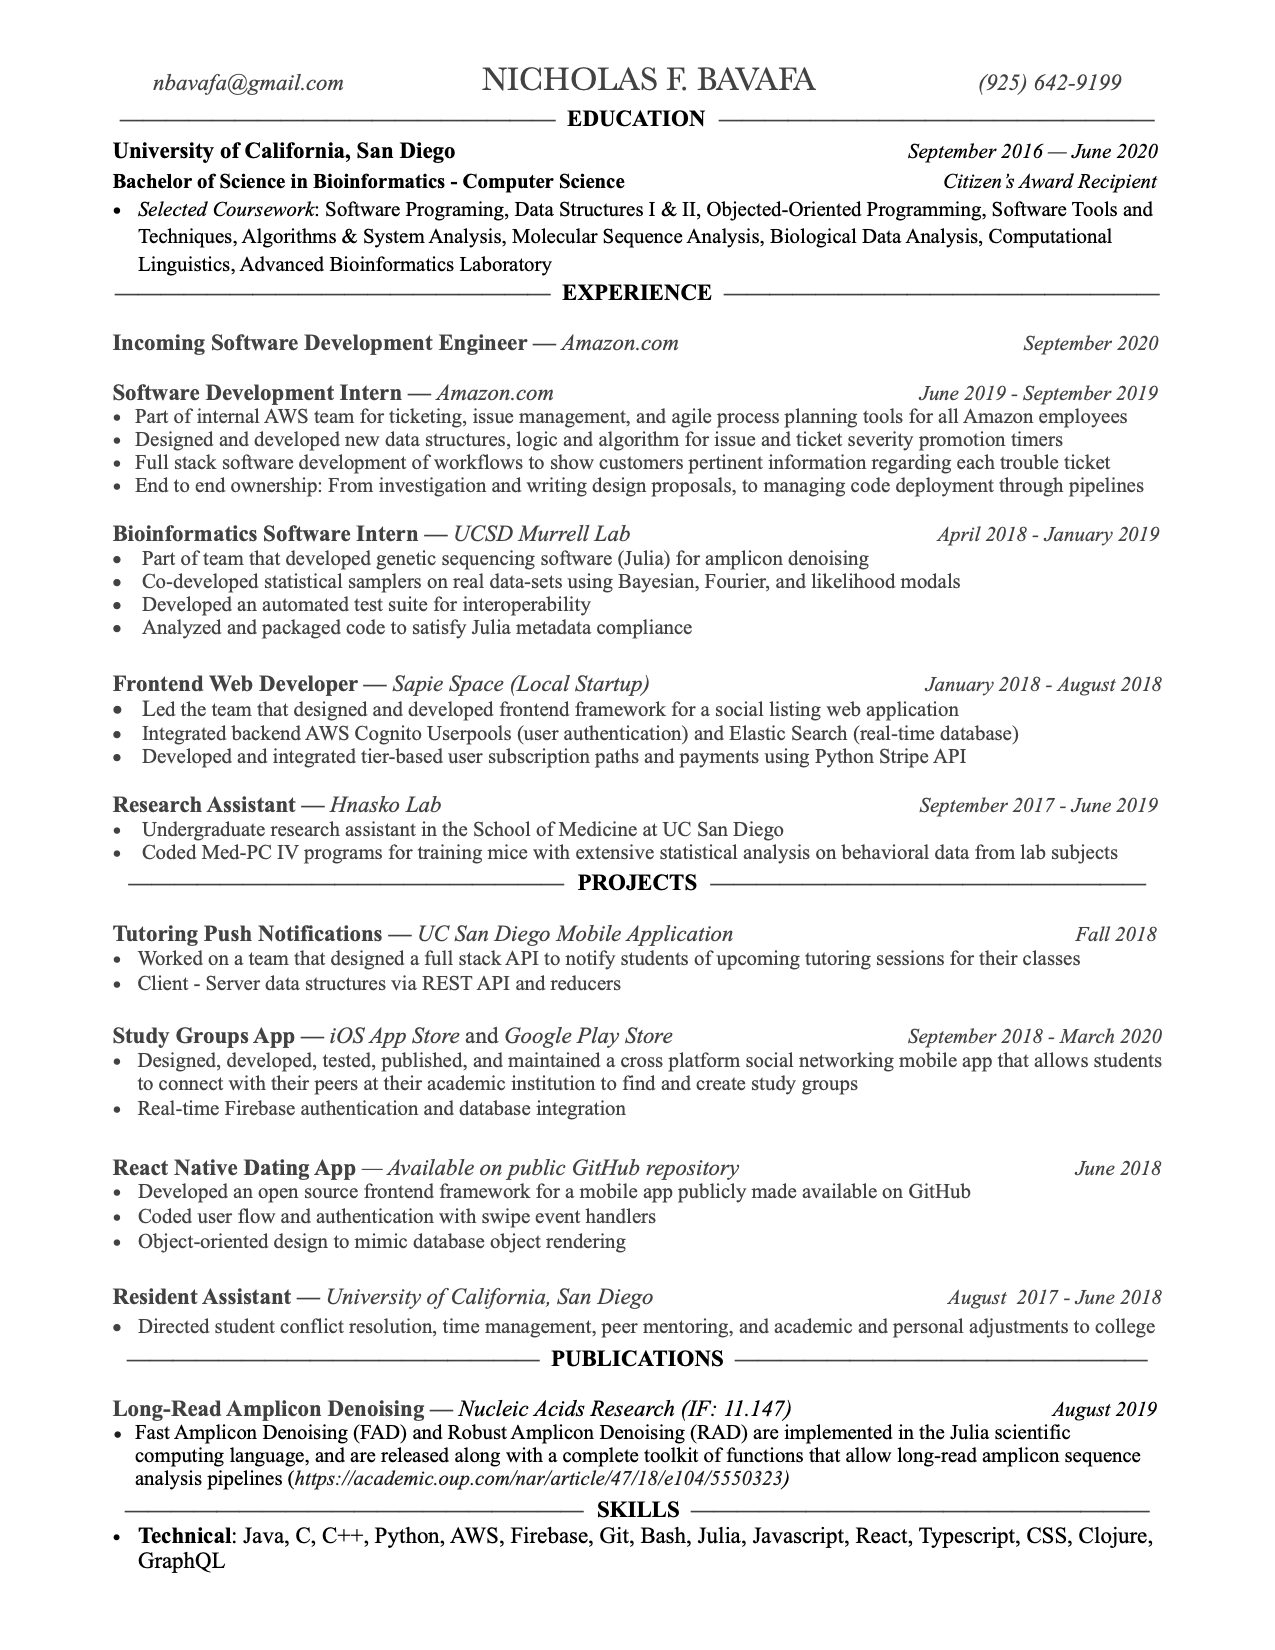 nbavafa@gmail.com NICHOLAS F. BAVAFA (925) 642-9199
EDUCATION
University of California, San Diego September 2016 — June 2020
Bachelor of Science in Bioinformatics - Computer Science Citizen’s Award Recipient
• Selected Coursework: Software Programing, Data Structures I & II, Objected-Oriented Programming, Software Tools and
Techniques, Algorithms & System Analysis, Molecular Sequence Analysis, Biological Data Analysis, Computational
Linguistics, Advanced Bioinformatics Laboratory
EXPERIENCE
Incoming Software Development Engineer — Amazon.com September 2020
Software Development Intern — Amazon.com June 2019 - September 2019
• Part of internal AWS team for ticketing, issue management, and agile process planning tools for all Amazon employees
• Designed and developed new data structures, logic and algorithm for issue and ticket severity promotion timers
• Full stack software development of workflows to show customers pertinent information regarding each trouble ticket
• End to end ownership: From investigation and writing design proposals, to managing code deployment through pipelines
Bioinformatics Software Intern — UCSD Murrell Lab April 2018 - January 2019
• Part of team that developed genetic sequencing software (Julia) for amplicon denoising
• Co-developed statistical samplers on real data-sets using Bayesian, Fourier, and likelihood modals
• Developed an automated test suite for interoperability
• Analyzed and packaged code to satisfy Julia metadata compliance
Frontend Web Developer — Sapie Space (Local Startup) January 2018 - August 2018
• Led the team that designed and developed frontend framework for a social listing web application
• Integrated backend AWS Cognito Userpools (user authentication) and Elastic Search (real-time database)
• Developed and integrated tier-based user subscription paths and payments using Python Stripe API
Research Assistant — Hnasko Lab September 2017 - June 2019
• Undergraduate research assistant in the School of Medicine at UC San Diego
• Coded Med-PC IV programs for training mice with extensive statistical analysis on behavioral data from lab subjects
PROJECTS
Tutoring Push Notifications — UC San Diego Mobile Application Fall 2018
• Worked on a team that designed a full stack API to notify students of upcoming tutoring sessions for their classes
• Client - Server data structures via REST API and reducers
Study Groups App — iOS App Store and Google Play Store September 2018 - March 2020
• Designed, developed, tested, published, and maintained a cross platform social networking mobile app that allows students
to connect with their peers at their academic institution to find and create study groups
• Real-time Firebase authentication and database integration
React Native Dating App — Available on public GitHub repository June 2018
• Developed an open source frontend framework for a mobile app publicly made available on GitHub
• Coded user flow and authentication with swipe event handlers
• Object-oriented design to mimic database object rendering
Resident Assistant — University of California, San Diego August 2017 - June 2018
• Directed student conflict resolution, time management, peer mentoring, and academic and personal adjustments to college
PUBLICATIONS
Long-Read Amplicon Denoising — Nucleic Acids Research (IF: 11.147) August 2019
• Fast Amplicon Denoising (FAD) and Robust Amplicon Denoising (RAD) are implemented in the Julia scientific
computing language, and are released along with a complete toolkit of functions that allow long-read amplicon sequence
analysis pipelines (https://academic.oup.com/nar/article/47/18/e104/5550323)
SKILLS
• Technical: Java, C, C++, Python, AWS, Firebase, Git, Bash, Julia, Javascript, React, Typescript, CSS, Clojure,
GraphQL